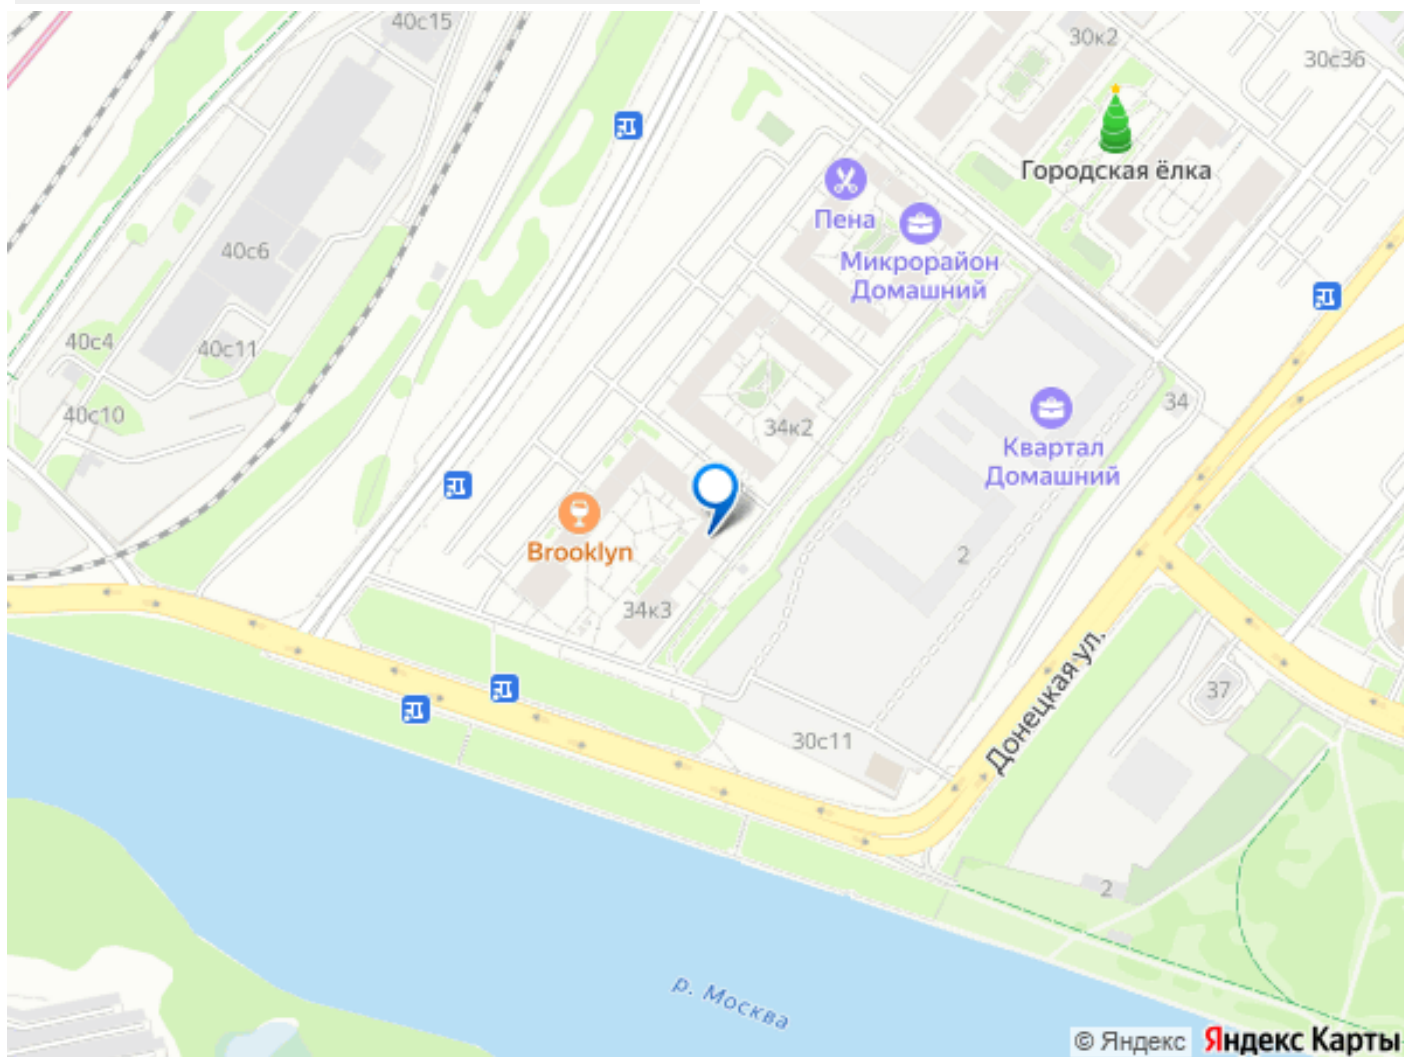 40с15
30к2
30с36
Городская ёлка
Пена
Микрорайон
Домашний
40с6
40с4
40с11
40с10
34
34к2
Квартал
Домашний
Brooklyn
2
34к3
Донецкая ул.
37
30с11
2
р. Москва
© Яндекс Яндекс Карты